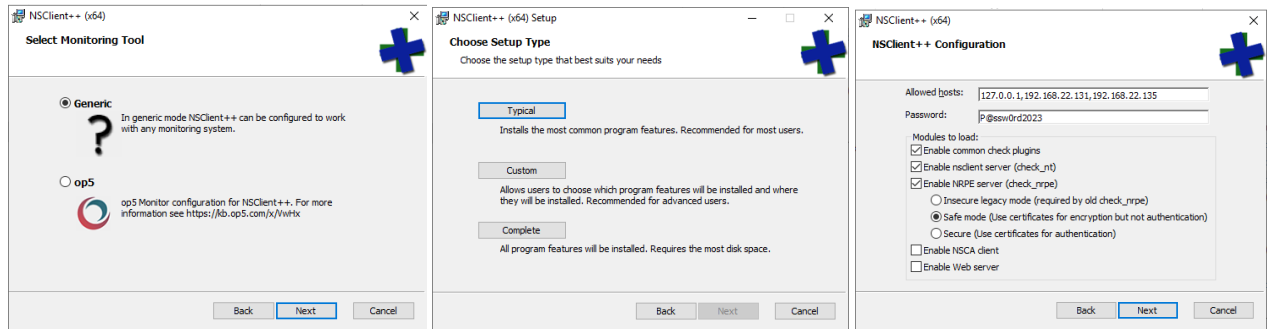 NSClient++ (x64)
Select Monitoring Tool
Generic
In generic mode NSClient++ can be configured to work
with any monitoring system.
op5
op5 Monitor configuration for NSClient++. For more
information see https://kb.op5.com/x/VwHx
Back
Next
Cancel
NSClient++ (x64) Setup
Choose Setup Type
Choose the setup type that best suits your needs
Typical
Installs the most common program features. Recommended for most users.
Custom
Allows users to choose which program features will be installed and where
they will be installed. Recommended for advanced users.
Complete
All program features will be installed. Requires the most disk space.
Back
Next
Cancel
NSClient++ (x64)
NSClient++ Configuration
Allowed hosts: 127.0.0.1,192.168.22.131,192.168.22.135
Password: P@ssw0rd2023
Modules to load:
Enable common check plugins
Enable nsclient server (check_nt)
Enable NRPE server (check_nrpe)
Insecure legacy mode (required by old check_nrpe)
Safe mode (Use certificates for encryption but not authentication)
Secure (Use certificates for authentication)
Enable NSCA client
Enable Web server
Back
Next
Cancel